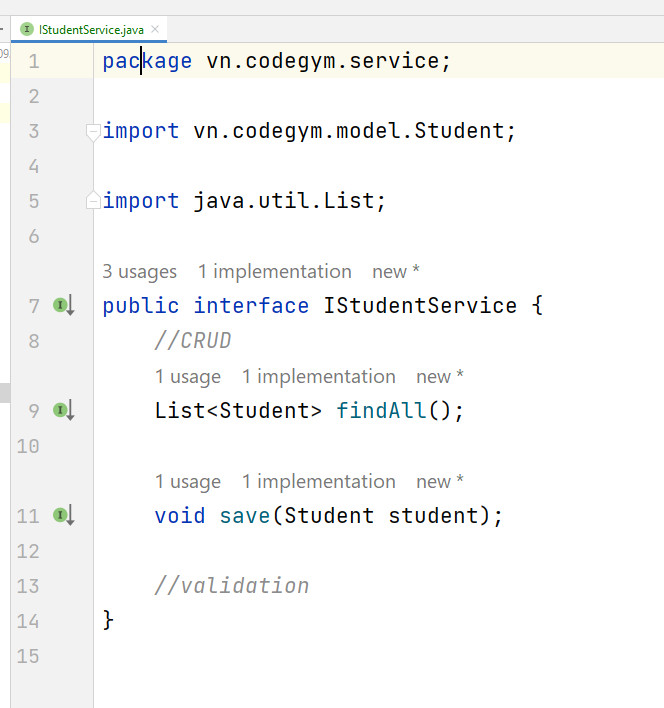 09
IStudentService.java
1 package vn.codegym.service;
2
3 import vn.codegym.model.Student;
4
5 import java.util.List;
6
3 usages 1 implementation new *
7 public interface IStudentService {
8 //CRUD
1 usage 1 implementation new *
9 List<Student> findAll();
10
1 usage 1 implementation new *
11 void save(Student student);
12
13 //validation
14 }
15